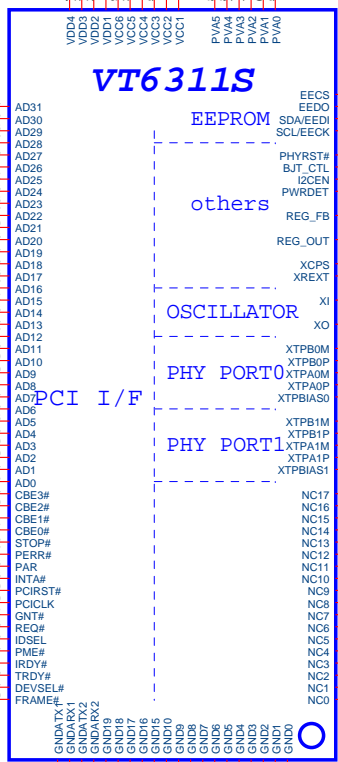 VDD4 VDD3 VDD2 VDD1 VCC6 VCC5 VCC4 VCC3 VCC2 VCC1 PVA5 PVA4 PVA3 PVA2 PVA1 PVA0
VT6311S
EECS
AD31 EEDO
AD30 EEPROM SDA/EEDI
AD29 SCL/EECK
AD28
AD27 PHYRST#
AD26 BJT_CTL
AD25 I2CEN
AD24 PWRDET
AD23 others
AD22 REG_FB
AD21
AD20 REG_OUT
AD19
AD18 XCPS
AD17 XREXT
AD16
AD15 XI
AD14 OSCILLATOR
AD13 XO
AD12
AD11 XTPB0M
AD10 XTPB0P
AD9 PHY PORT0 XTPA0M
AD8 XTPA0P
AD7 PCI I/F XTPBIAS0
AD6
AD5 XTPB1M
AD4 XTPB1P
AD3 PHY PORT1 XTPA1M
AD2 XTPA1P
AD1 XTPBIAS1
AD0
CBE3# NC17
CBE2# NC16
CBE1# NC15
CBE0# NC14
STOP# NC13
PERR# NC12
PAR NC11
INTA# NC10
PCIRST# NC9
PCICLK NC8
GNT# NC7
REQ# NC6
IDSEL NC5
PME# NC4
IRDY# NC3
TRDY# NC2
DEVSEL# NC1
FRAME# NC0
GNDATX1 GNDARX1 GNDATX2 GNDARX2 GND19 GND18 GND17 GND16 GND15 GND10 GND9 GND8 GND7 GND6 GND5 GND4 GND3 GND2 GND1 GND0